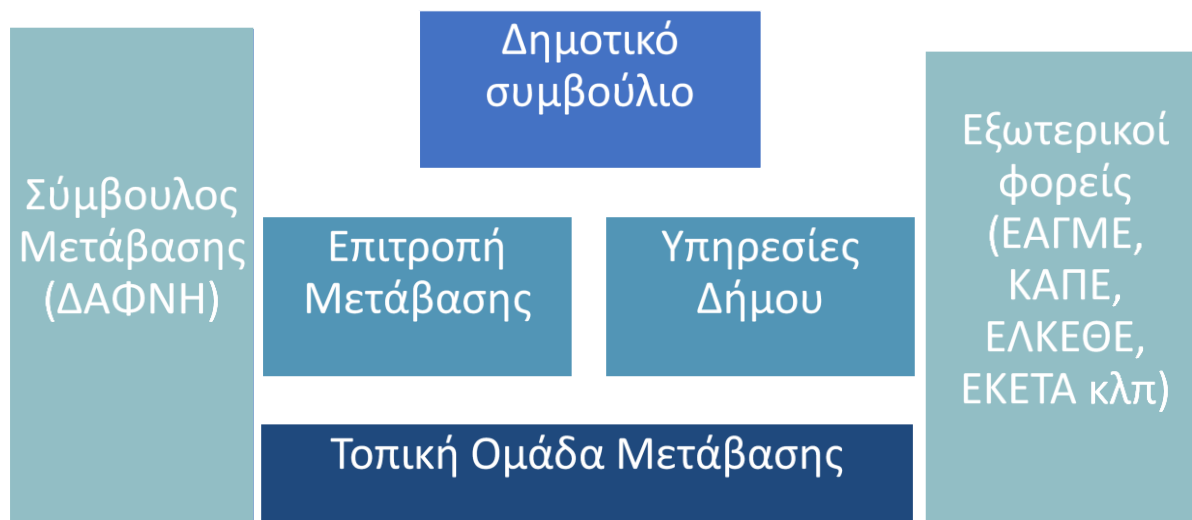 Δημοτικό
συμβούλιο
Σύμβουλος
Μετάβασης
(ΔΑΦΝΗ)
Επιτροπή
Μετάβασης
Υπηρεσίες
Δήμου
Εξωτερικοί
φορείς
(ΕΑΓΜΕ,
ΚΑΠΕ,
ΕΛΚΕΘΕ,
ΕΚΕΤΑ κλπ)
Τοπική Ομάδα Μετάβασης